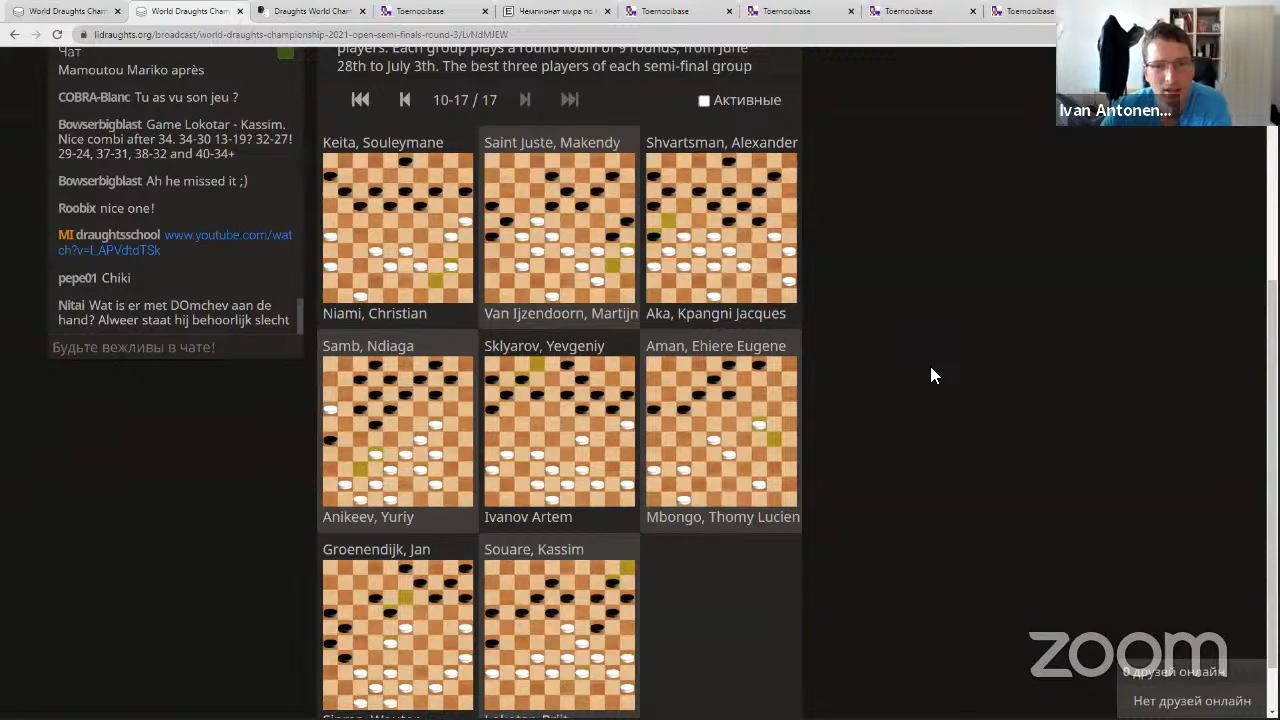 World Draughts Cham
World Draughts Cham
Draughts World Cham
Toernooibase
Чемпионат мира по
Toernooibase
Toernooibase
Toernooibase
Toernooibase
lidraughts.org/broadcast/world-draughts-championship-2021--open-semi-finals-round-3/LvNdMJEW
Чат
Mamoutou Mariko après
COBRA-Blanc Tu as vu son jeu ?
Bowserbigblast Game Lokotar - Kassim.
Nice combi after 34. 34-30 13-19? 32-27!
29-24, 37-31, 38-32 and 40-34+
Bowserbigblast Ah he missed it ;)
Roobix nice one!
MI draughtsschool www.youtube.com/wat
ch?v=l_APVdtdTSk
pepe01 Chiki
Nitai Wat is er met DOmchev aan de
hand? Alweer staat hij behoorlijk slecht
Будьте вежливы в чате!
players. Each group plays a round robin of 9 rounds, from June
28th to July 3th. The best three players of each semi-final group
10-17 / 17
Активные
Keita, Souleymane
Saint Juste, Makendy
Shvartsman, Alexander
Niami, Christian
Van Ijzendoorn, Martijn
Aka, Kpangni Jacques
Samb, Ndiaga
Sklyarov, Yevgeniy
Aman, Ehiere Eugene
Anikeev, Yuriy
Ivanov Artem
Mbongo, Thomy Lucien
Groenendijk, Jan
Souare, Kassim
Ivan Antonen...
zoom
0 друзей онлайн
Нет друзей онлайн